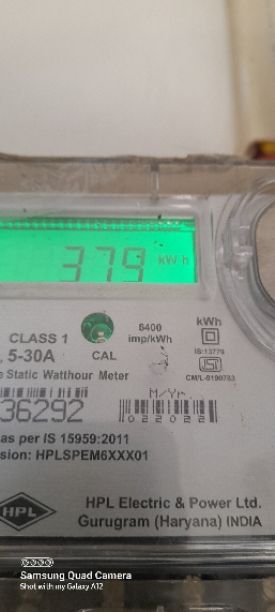 379 kWh
CLASS 1
6400
imp/kWh
kWh
5-30A
CAL
IS:13779
CM/L-9190783
e Static Watthour Meter
M/Yr.
36292
022022
as per IS 15959:2011
sion: HPLSPEM6XXX01
HPL
HPL Electric & Power Ltd.
Gurugram (Haryana) INDIA
Samsung Quad Camera
Shot with my Galaxy A12